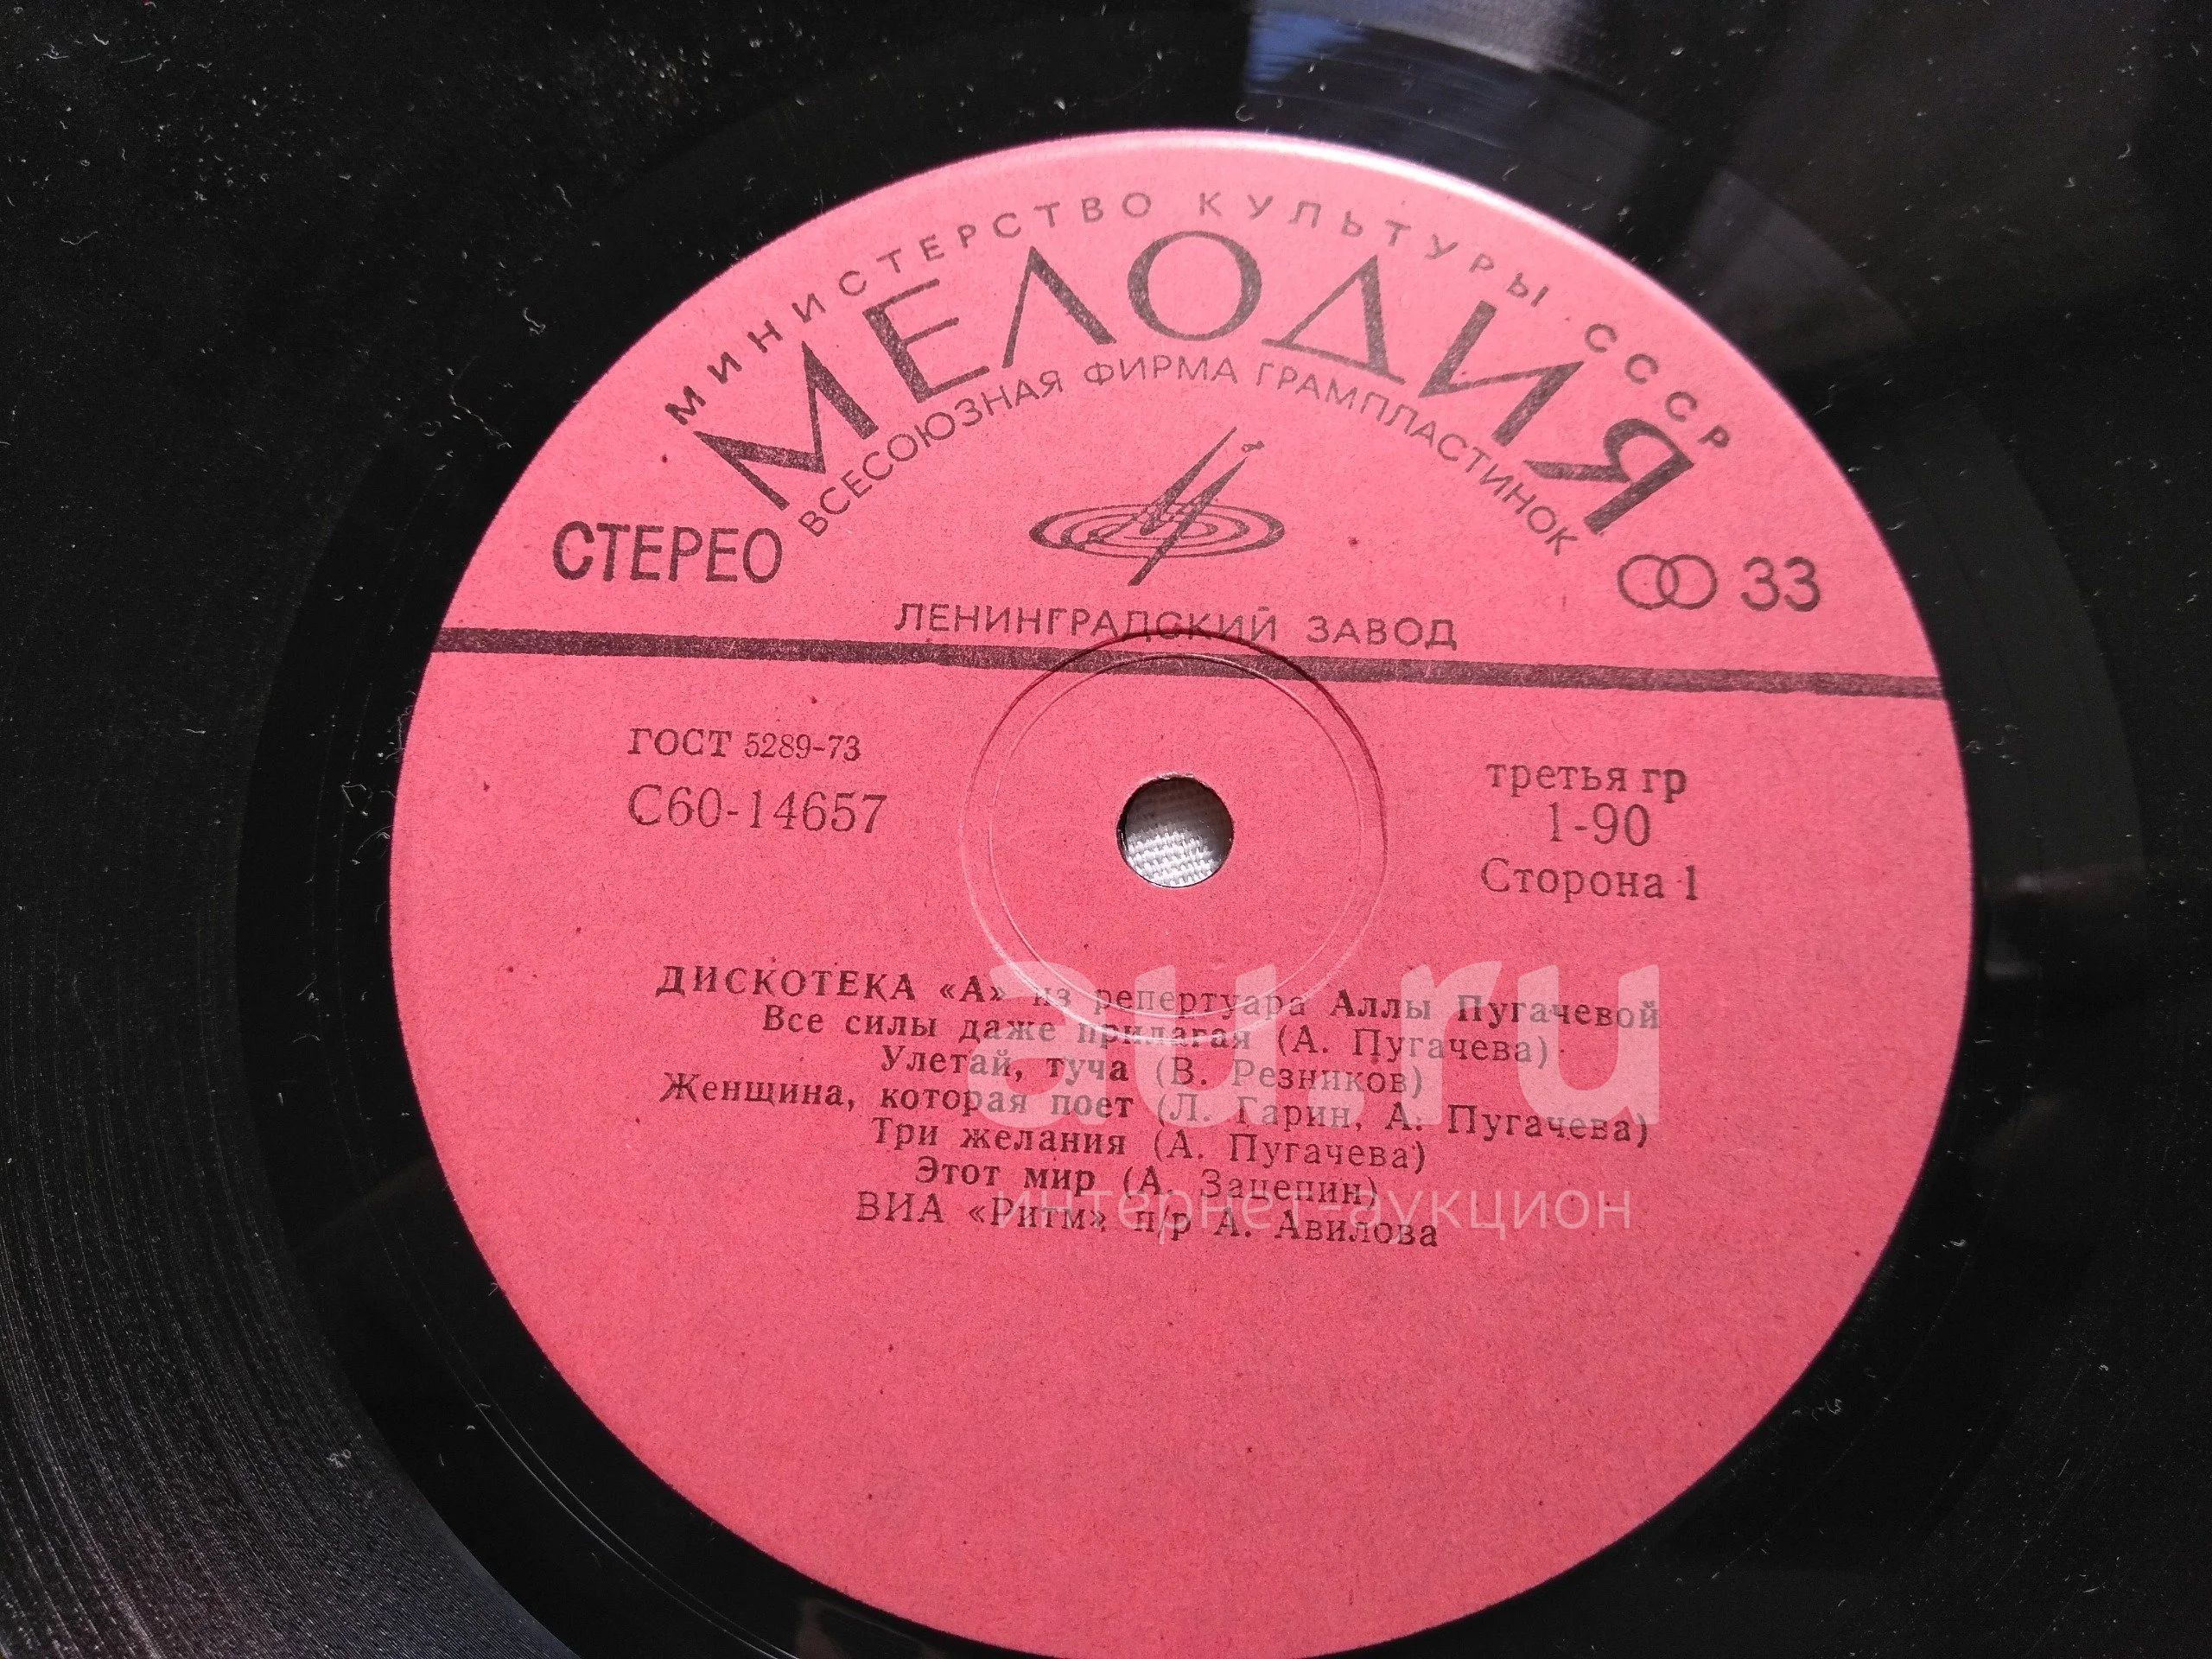 МИНИСТЕРСТВО КУЛЬТУРЫ СССР
МЕЛОДИЯ
ВСЕСОЮЗНАЯ ФИРМА ГРАМПЛАСТИНОК
СТЕРЕО
33
ЛЕНИНГРАДСКИЙ ЗАВОД
ГОСТ 5289-73
С60-14657
третья гр
1-90
Сторона 1
ДИСКОТЕКА «А» из репертуара Аллы Пугачевой
Все силы даже прилагая (А. Пугачева)
Улетай, туча (В. Резников)
Женщина, которая поет (Л. Гарин, А. Пугачева)
Три желания (А. Пугачева)
Этот мир (А. Зацепин)
ВИА «Ритм» п/р А. Авилова
au.ru
интернет-аукцион